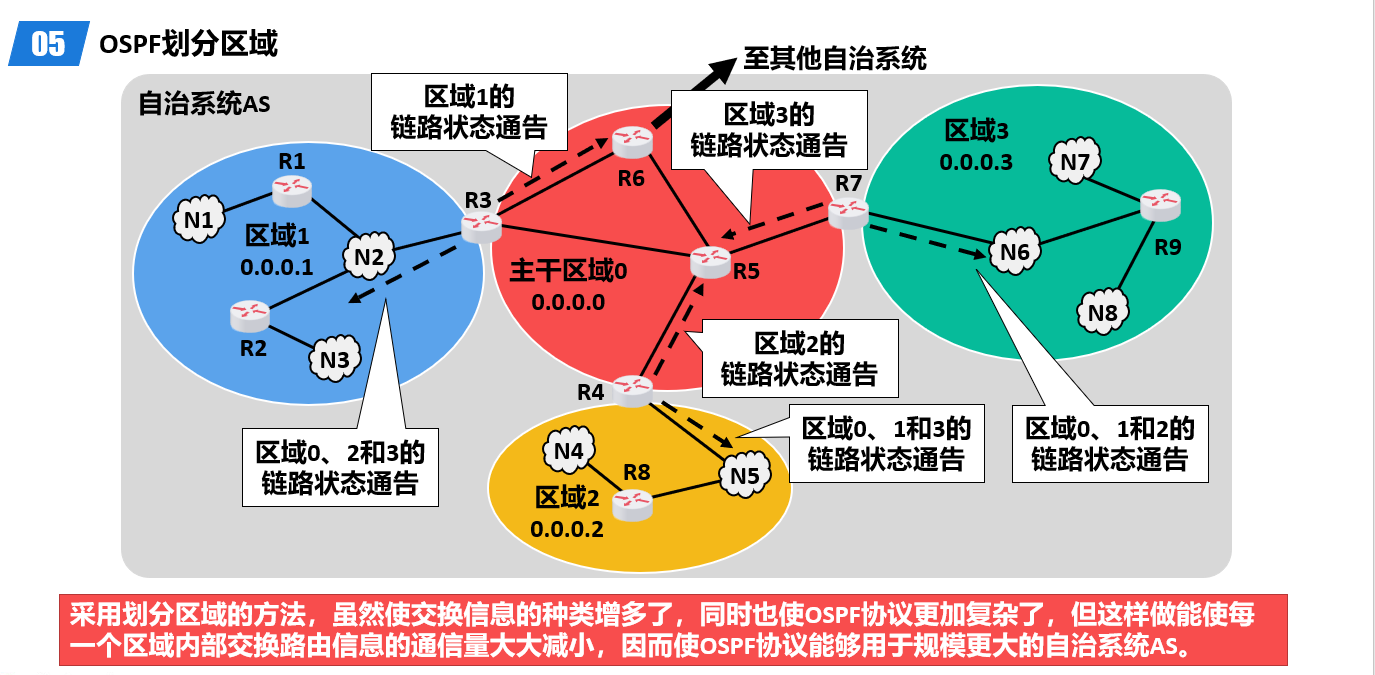 05 OSPF划分区域
至其他自治系统
自治系统AS
区域1的
链路状态通告
区域3的
链路状态通告
区域3
0.0.0.3
N7
R1
R6
R7
R3
N1
R9
区域1
0.0.0.1
N2
N6
主干区域0
0.0.0.0
R5
N8
R2
N3
区域2的
链路状态通告
R4
区域0、2和3的
链路状态通告
区域0、1和3的
链路状态通告
区域0、1和2的
链路状态通告
N4
R8
N5
区域2
0.0.0.2
采用划分区域的方法，虽然使交换信息的种类增多了，同时也使OSPF协议更加复杂了，但这样做能使每
一个区域内部交换路由信息的通信量大大减小，因而使OSPF协议能够用于规模更大的自治系统AS。